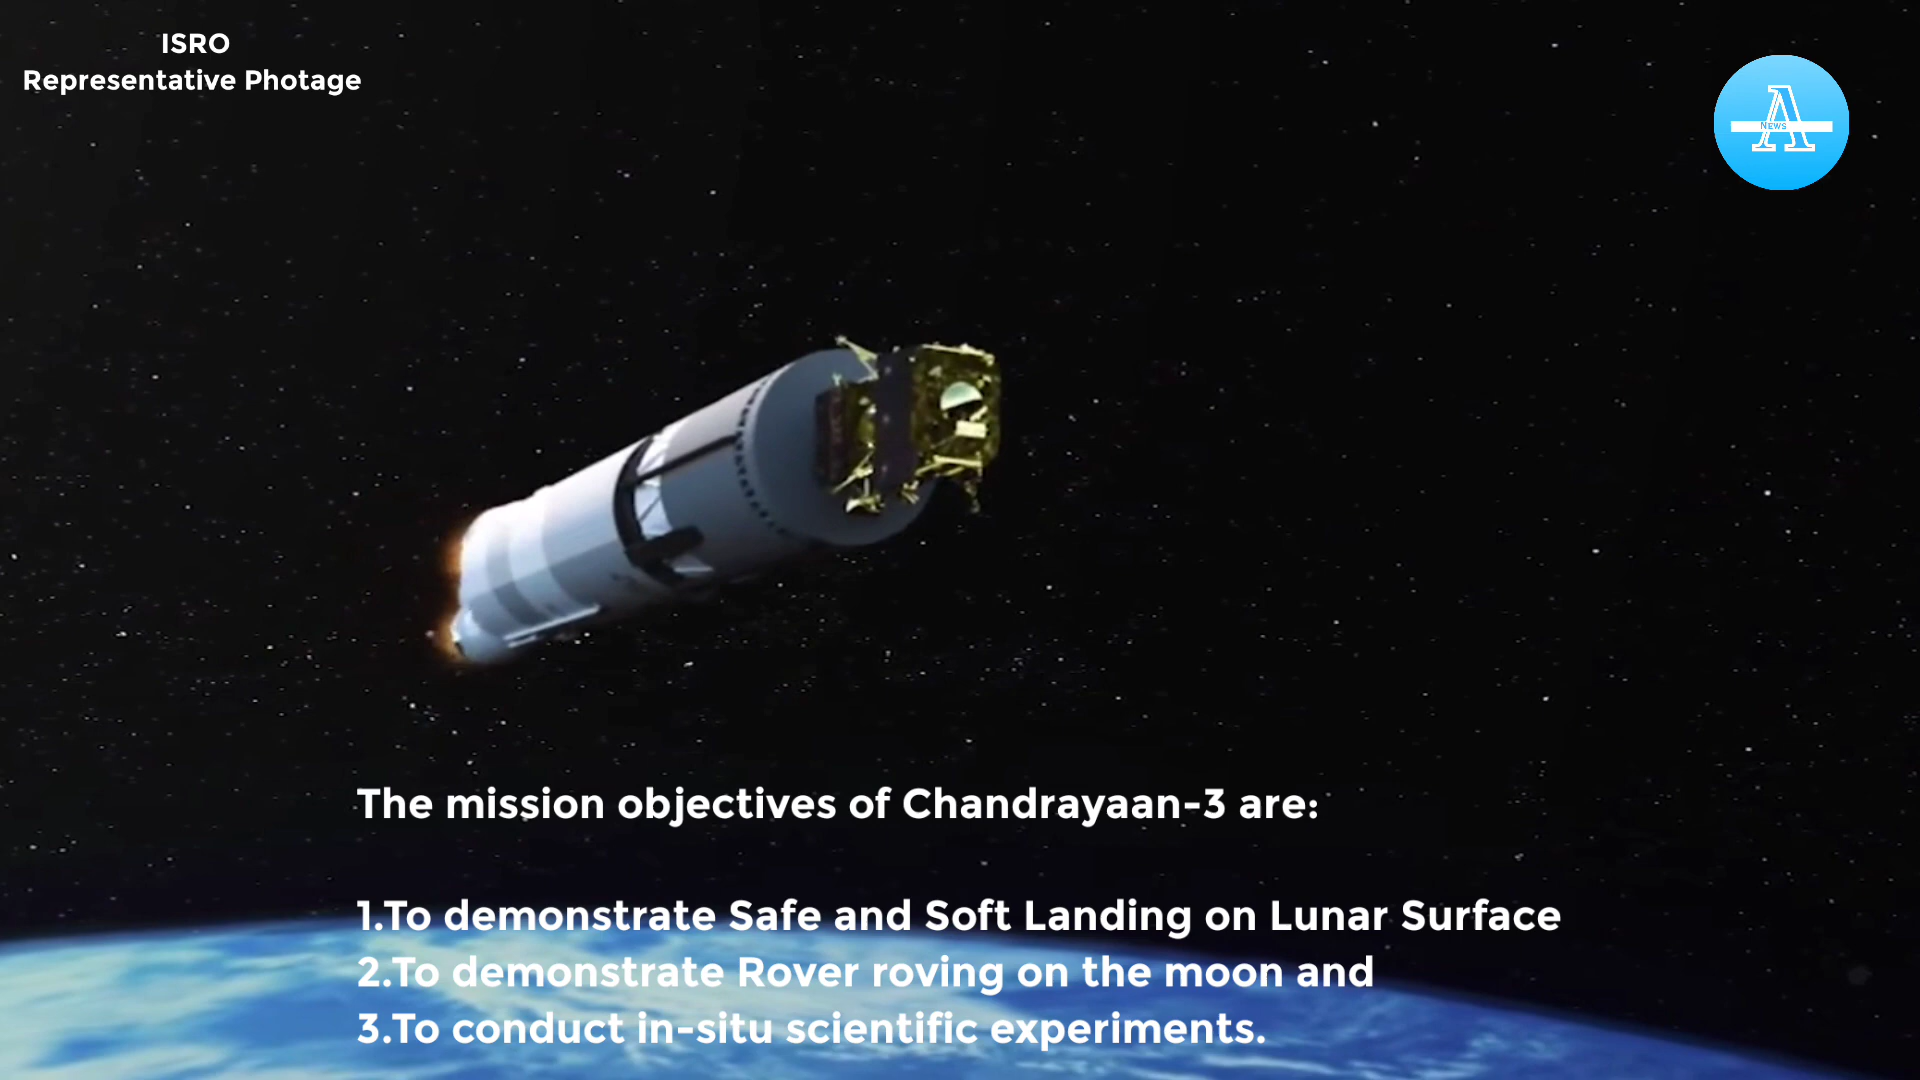 ISRO
Representative Photage
News
A
The mission objectives of Chandrayaan-3 are:
1.To demonstrate Safe and Soft Landing on Lunar Surface
2.To demonstrate Rover roving on the moon and
3.To conduct in-situ scientific experiments.